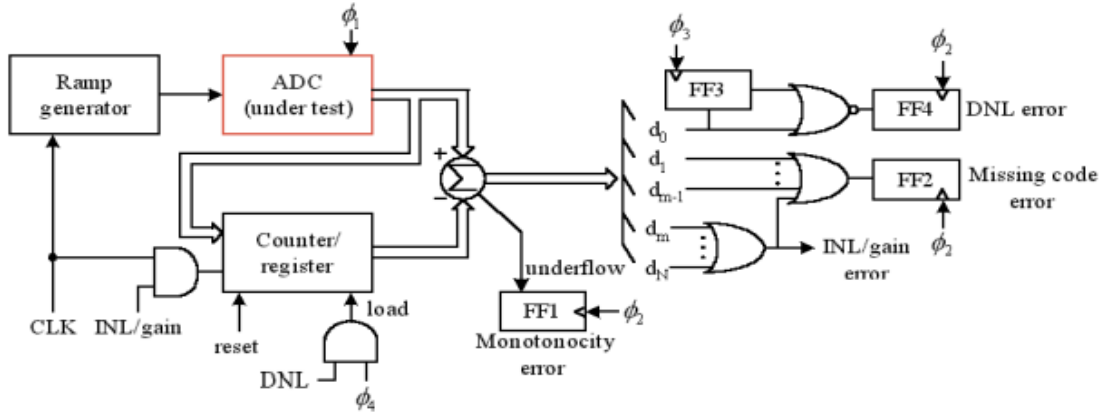 ϕ1
Ramp
generator
ADC
(under test)
ϕ3
FF3
ϕ2
FF4
DNL error
d0
d1
dm-1
FF2
Missing code
error
ϕ2
+
Σ
−
dm
dN
INL/gain
error
Counter/
register
underflow
FF1
ϕ2
Monotonocity
error
CLK
INL/gain
reset
load
DNL
ϕ4